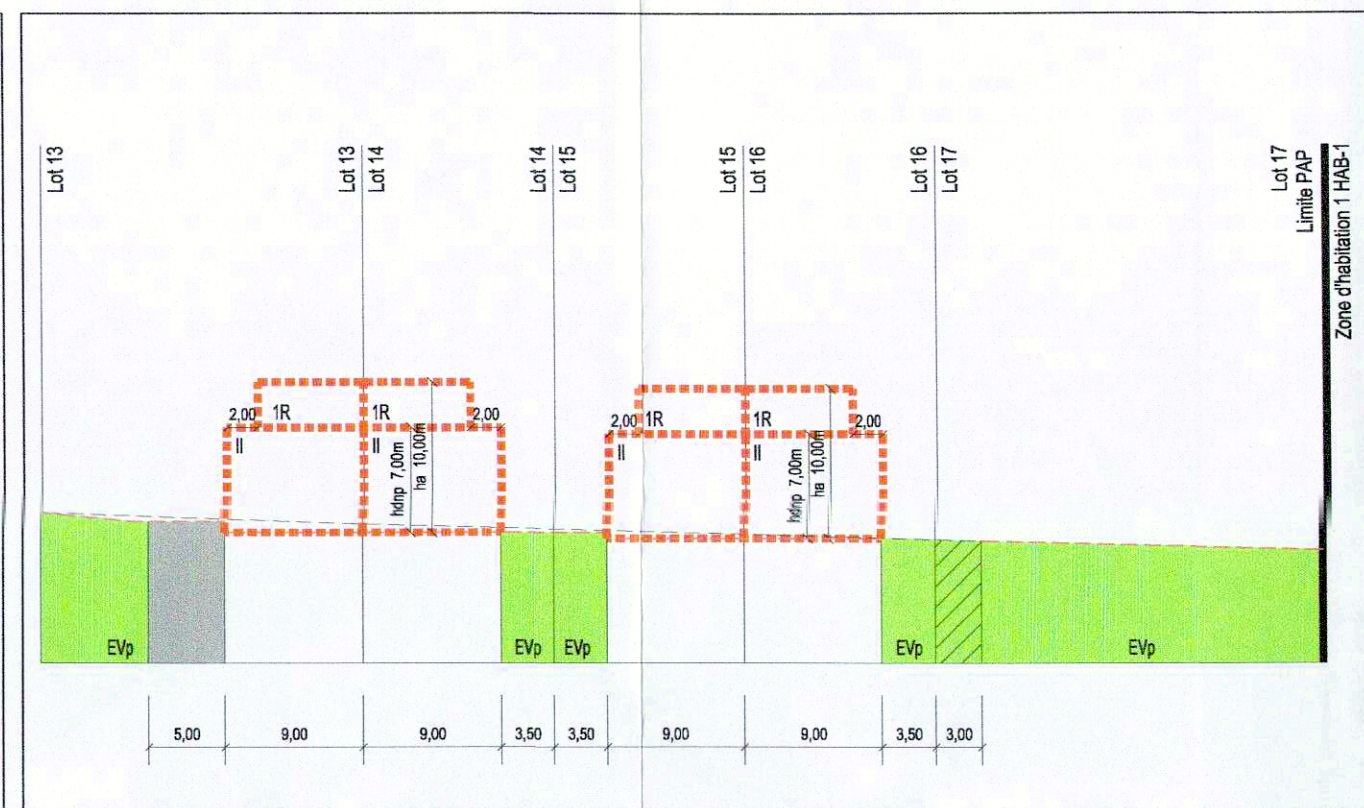 Lot 13
Lot 13
Lot 14
Lot 14
Lot 15
Lot 15
Lot 16
Lot 16
Lot 17
Lot 17
Limite PAP
Zone d'habitation 1 HAB-1
2,00
1R
1R
2,00
II
II
hdnp 7,00m
ha 10,00m
2,00
1R
1R
2,00
II
II
hdnp 7,00m
ha 10,00m
EVp
EVp
EVp
EVp
EVp
5,00
9,00
9,00
3,50
3,50
9,00
9,00
3,50
3,00